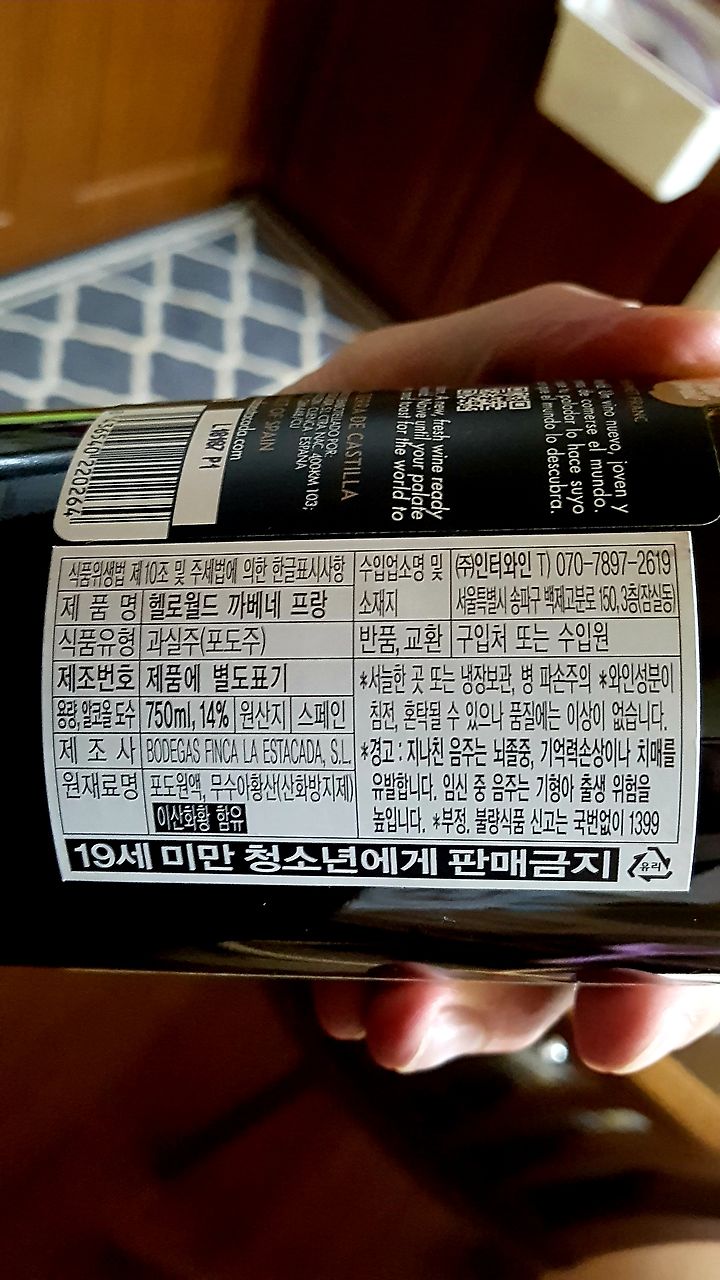 식품위생법 제10조 및 주세법에 의한 한글표시사항
제 품 명 헬로월드 까베네 프랑
식품유형 과실주(포도주)
제조번호 제품에 별도표기
용량, 알코올 도수 750ml, 14% 원산지 스페인
제 조 사 BODEGAS FINCA LA ESTACADA, S.L.
원재료명 포도원액, 무수아황산(산화방지제)
이산화황 함유
수입업소명 및 소재지 (주)인터와인 T) 070-7897-2619
서울특별시 송파구 백제고분로 150, 3층(잠실동)
반품, 교환 구입처 또는 수입원
*서늘한 곳 또는 냉장보관, 병 파손주의 *와인성분이
침전, 혼탁될 수 있으나 품질에는 이상이 없습니다.
*경고 : 지나친 음주는 뇌졸중, 기억력손상이나 치매를
유발합니다. 임신 중 음주는 기형아 출생 위험을
높입니다. *부정, 불량식품 신고는 국번없이 1399
19세 미만 청소년에게 판매금지
유리
vino nuevo, joven y
comerse el mundo.
paladar lo hace suyo
el mundo lo descubra.
new, fresh wine ready
until your palate
for the world to
DE CASTILLA
400KM 103,
ESPAÑA
OF SPAIN
.com
P1
220264